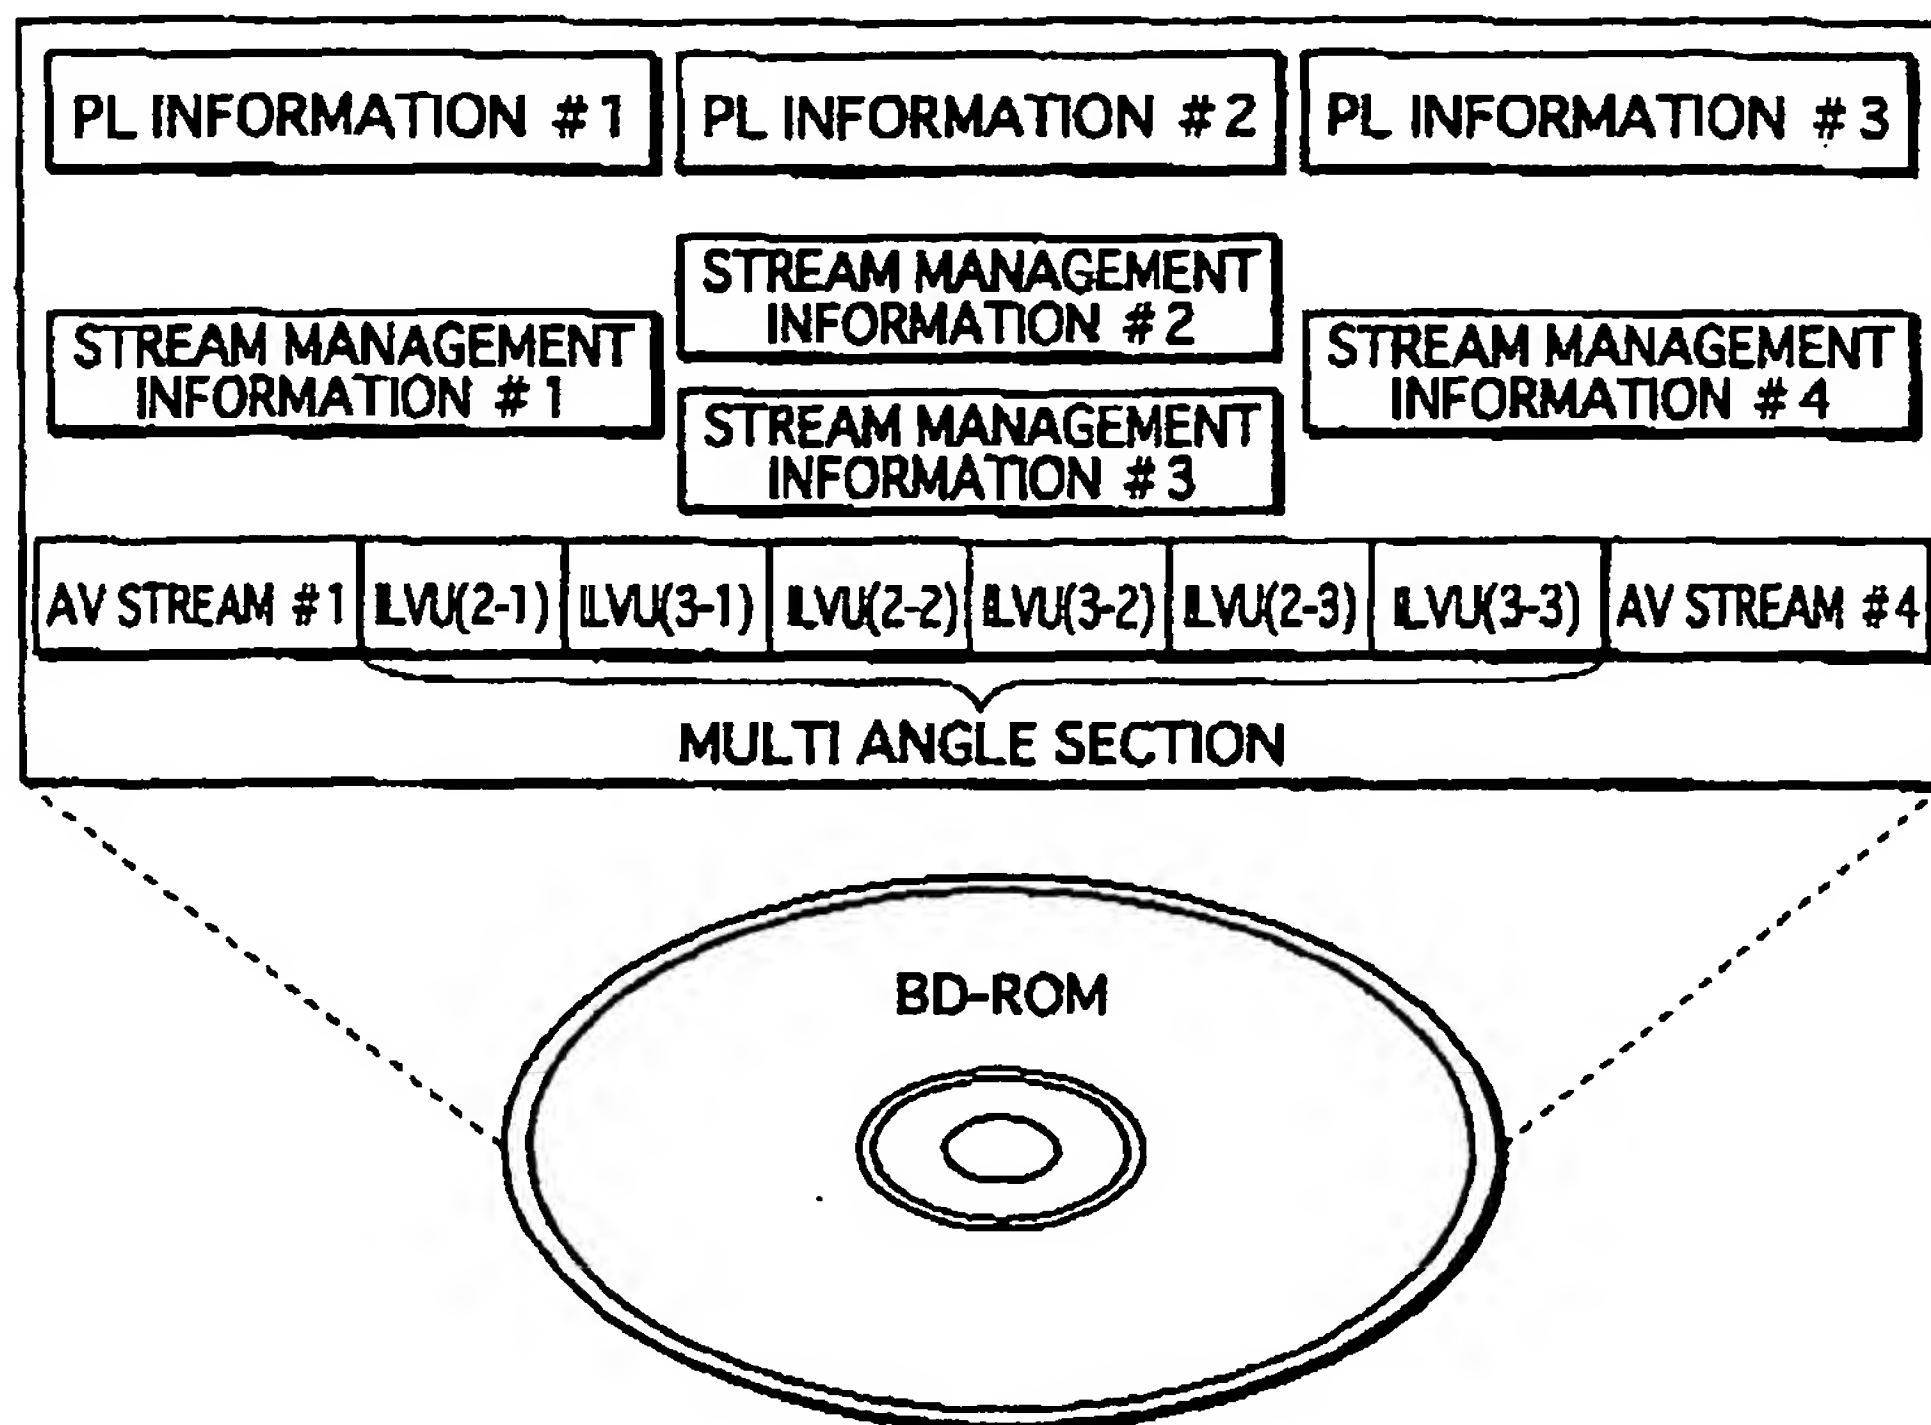 PL INFORMATION #1
PL INFORMATION #2
PL INFORMATION #3
STREAM MANAGEMENT
INFORMATION #1
STREAM MANAGEMENT
INFORMATION #2
STREAM MANAGEMENT
INFORMATION #3
STREAM MANAGEMENT
INFORMATION #4
AV STREAM #1
ILVU(2-1)
ILVU(3-1)
ILVU(2-2)
ILVU(3-2)
ILVU(2-3)
ILVU(3-3)
AV STREAM #4
MULTI ANGLE SECTION
BD-ROM